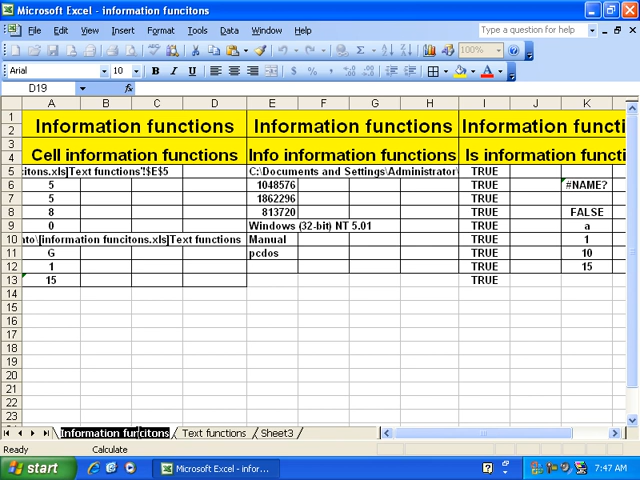 Microsoft Excel - information funcitons
File Edit View Insert Format Tools Data Window Help
Type a question for help
100%
Arial 10 B I U $ % , A
D19
A B C D E F G H I J K
1 Information functions Information functions Information functi
2
3
4 Cell information functions Info information functions Is information functi
5 citons.xls]Text functions'!$E$5 C:\Documents and Settings\Administrator\ TRUE
6 5 1048576 TRUE #NAME?
7 5 1862296 TRUE
8 8 813720 TRUE FALSE
9 0 Windows (32-bit) NT 5.01 TRUE a
10 nto\[information funcitons.xls]Text functions Manual TRUE 1
11 G pcdos TRUE 10
12 1 TRUE 15
13 15 TRUE
14
15
16
17
18
19
20
21
22
23
Information funcitons Text functions Sheet3
Ready Calculate
start Microsoft Excel - infor... 7:47 AM